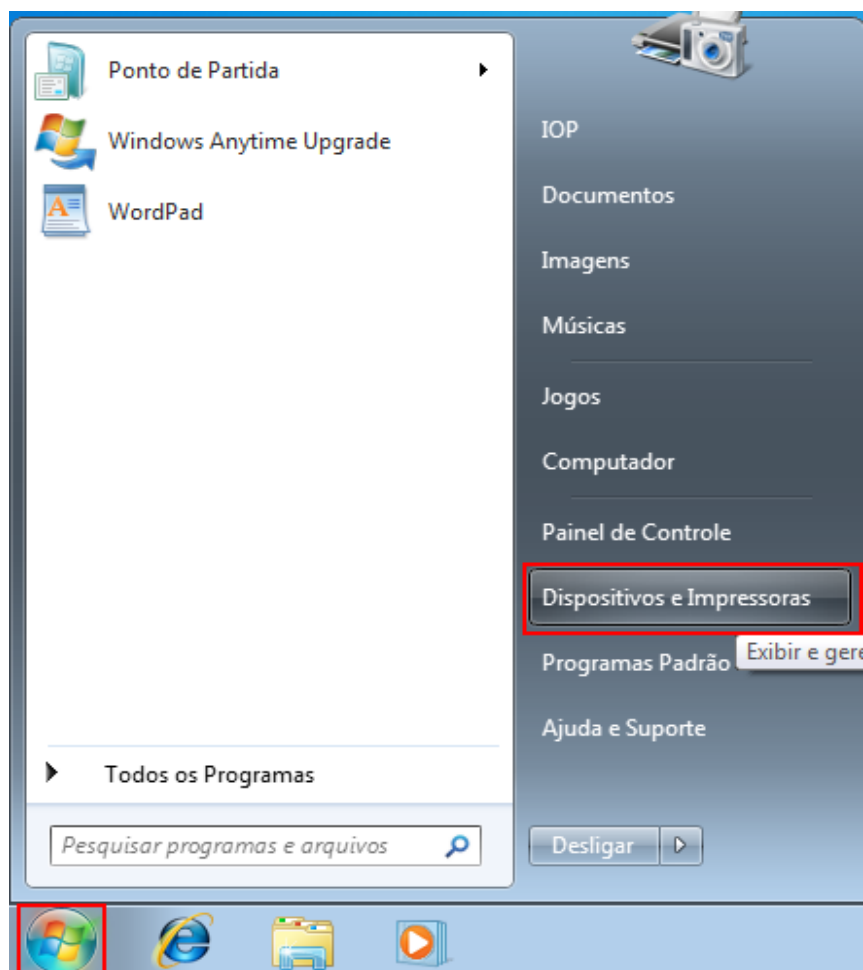 Ponto de Partida
Windows Anytime Upgrade
WordPad
Todos os Programas
Pesquisar programas e arquivos
IOP
Documentos
Imagens
Músicas
Jogos
Computador
Painel de Controle
Dispositivos e Impressoras
Exibir e gere
Programas Padrão
Ajuda e Suporte
Desligar